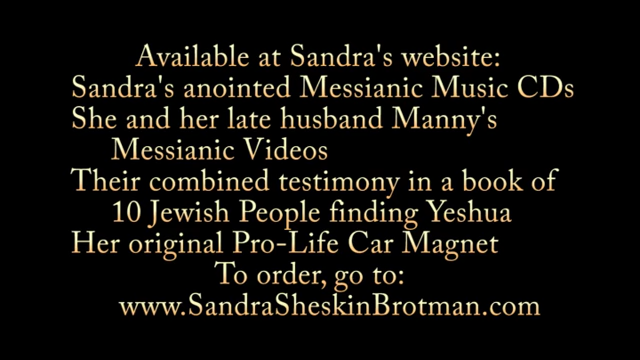 Available at Sandra's website:
Sandra's anointed Messianic Music CDs
She and her late husband Manny's
Messianic Videos
Their combined testimony in a book of
10 Jewish People finding Yeshua
Her original Pro-Life Car Magnet
To order, go to:
www.SandraSheskinBrotman.com